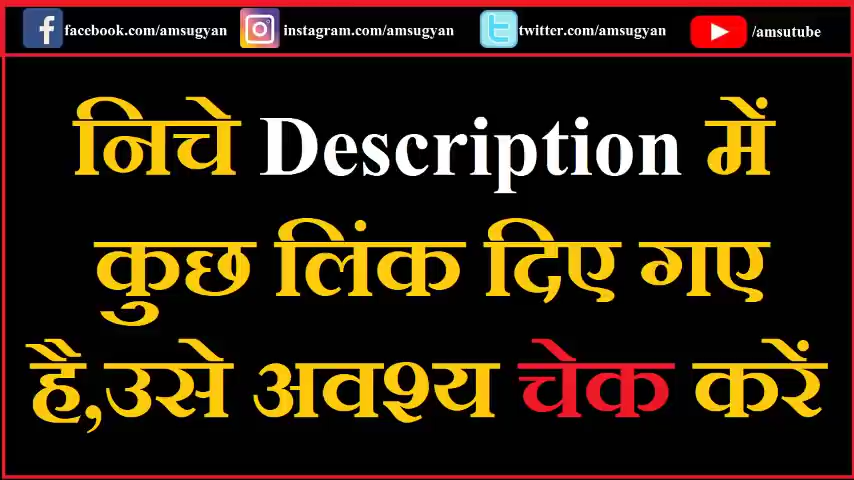 facebook.com/amsugyan instagram.com/amsugyan twitter.com/amsugyan /amsutube
निचे Description में
कुछ लिंक दिए गए
है,उसे अवश्य चेक करें